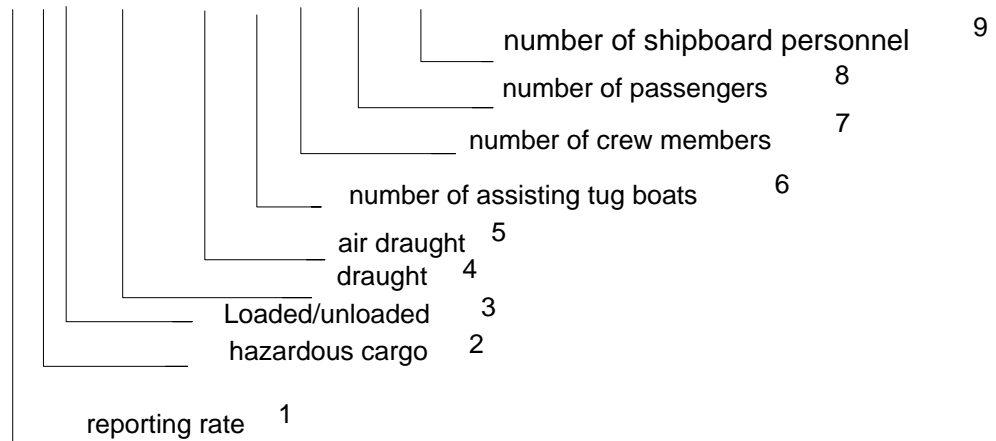 number of shipboard personnel 9
number of passengers 8
number of crew members 7
number of assisting tug boats 6
air draught 5
draught 4
Loaded/unloaded 3
hazardous cargo 2
reporting rate 1